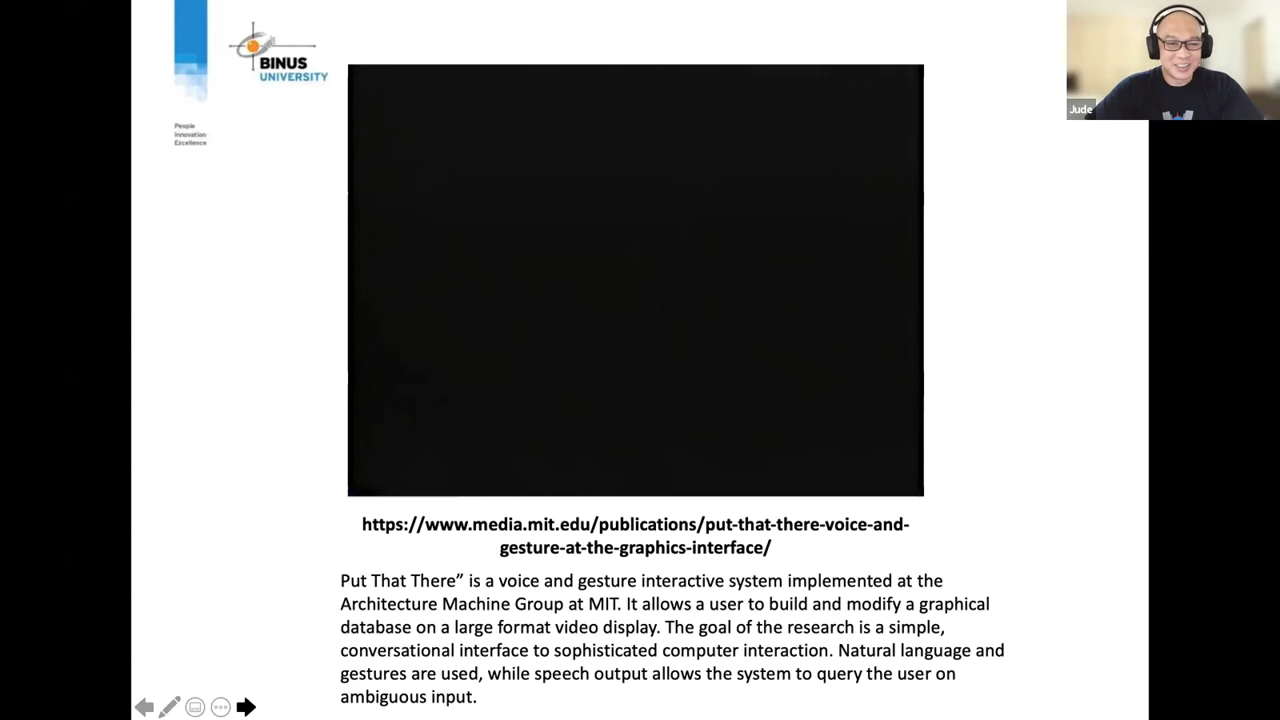 BINUS
UNIVERSITY
People
Innovation
Excellence
Jude
https://www.media.mit.edu/publications/put-that-there-voice-and-
gesture-at-the-graphics-interface/
Put That There” is a voice and gesture interactive system implemented at the
Architecture Machine Group at MIT. It allows a user to build and modify a graphical
database on a large format video display. The goal of the research is a simple,
conversational interface to sophisticated computer interaction. Natural language and
gestures are used, while speech output allows the system to query the user on
ambiguous input.